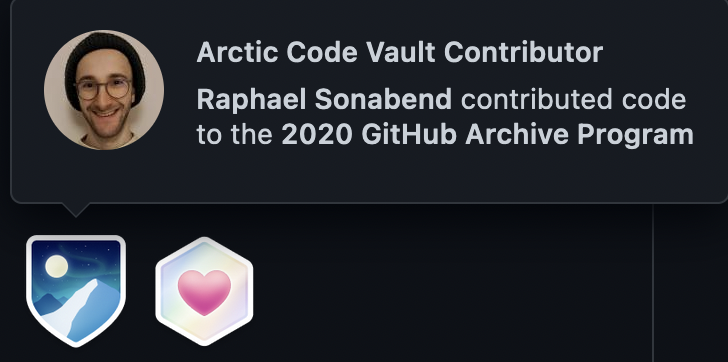 Arctic Code Vault Contributor
Raphael Sonabend contributed code
to the 2020 GitHub Archive Program